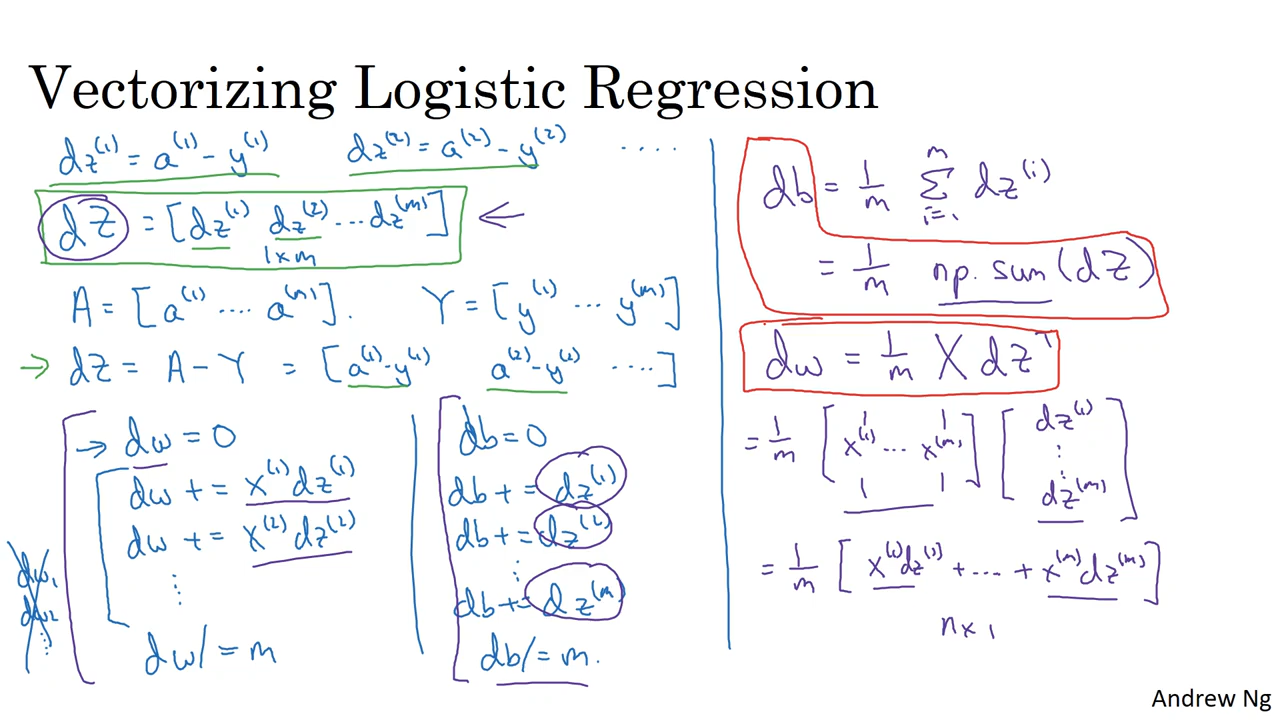 Vectorizing Logistic Regression
dz⁽¹⁾ = a⁽¹⁾ - y⁽¹⁾   dz⁽²⁾ = a⁽²⁾ - y⁽²⁾ ....
dZ = [dz⁽¹⁾ dz⁽²⁾ ... dz⁽ᵐ⁾] ←
1×m
A = [a⁽¹⁾ .... a⁽ᵐ⁾].   Y = [y⁽¹⁾ ... y⁽ᵐ⁾]
→ dZ = A - Y = [a⁽¹⁾-y⁽¹⁾   a⁽²⁾-y⁽²⁾ ....]
→ dw = 0
dw += x⁽¹⁾dz⁽¹⁾
dw += x⁽²⁾dz⁽²⁾
⋮
dw /= m
dw₁
dw₂
⋮
db = 0
db += dz⁽¹⁾
db += dz⁽²⁾
⋮
db += dz⁽ᵐ⁾
db /= m.
db = 1/m Σ dz⁽ⁱ⁾ (i=1, m)
= 1/m np.sum(dZ)
dw = 1/m X dZᵀ
= 1/m [x⁽¹⁾ ... x⁽ᵐ⁾] [dz⁽¹⁾ ⋮ dz⁽ᵐ⁾]
= 1/m [x⁽¹⁾dz⁽¹⁾ + .... + x⁽ᵐ⁾dz⁽ᵐ⁾]
n×1
Andrew Ng